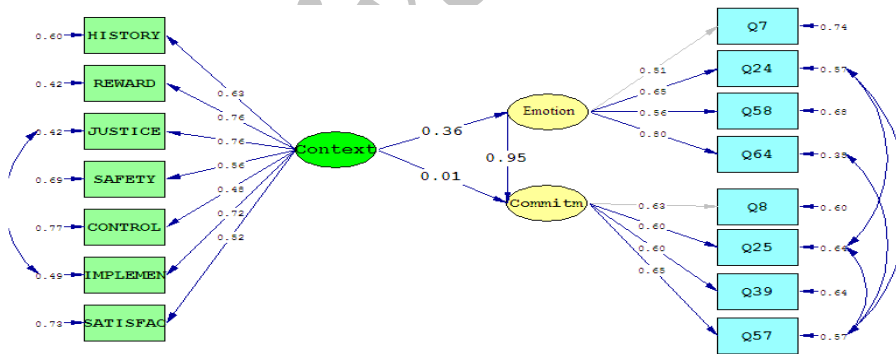 0.60 HISTORY
0.42 REWARD
0.42 JUSTICE
0.69 SAFETY
0.77 CONTROL
0.49 IMPLEMEN
0.73 SATISFAC
0.63
0.76
0.76
0.56
0.48
0.72
0.52
Context
0.36
0.01
Emotion
0.95
Commitm
0.51
0.65
0.56
0.80
0.63
0.60
0.60
0.65
Q7 0.74
Q24 0.57
Q58 0.68
Q64 0.35
Q8 0.60
Q25 0.64
Q39 0.64
Q57 0.57